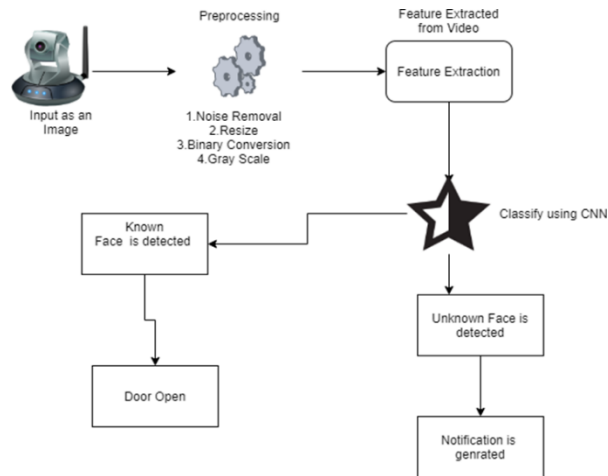 Preprocessing
Feature Extracted
from Video
Feature Extraction
Input as an
Image
1.Noise Removal
2.Resize
3.Binary Conversion
4.Gray Scale
Classify using CNN
Known
Face is detected
Unknown Face is
detected
Door Open
Notification is
genrated